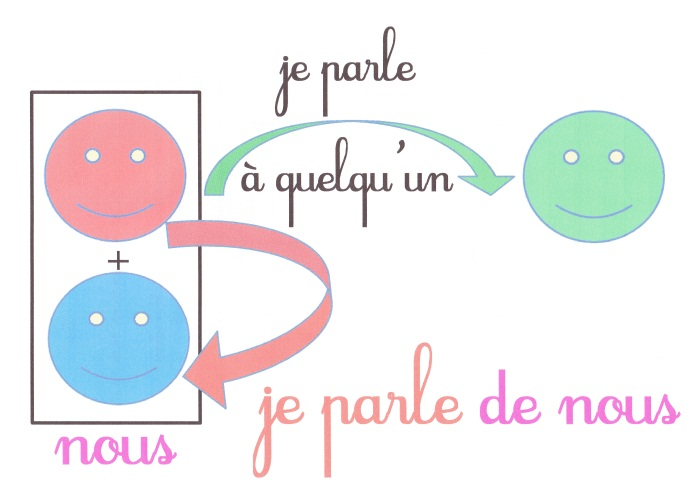 je parle
à quelqu'un
+
je parle de nous
nous